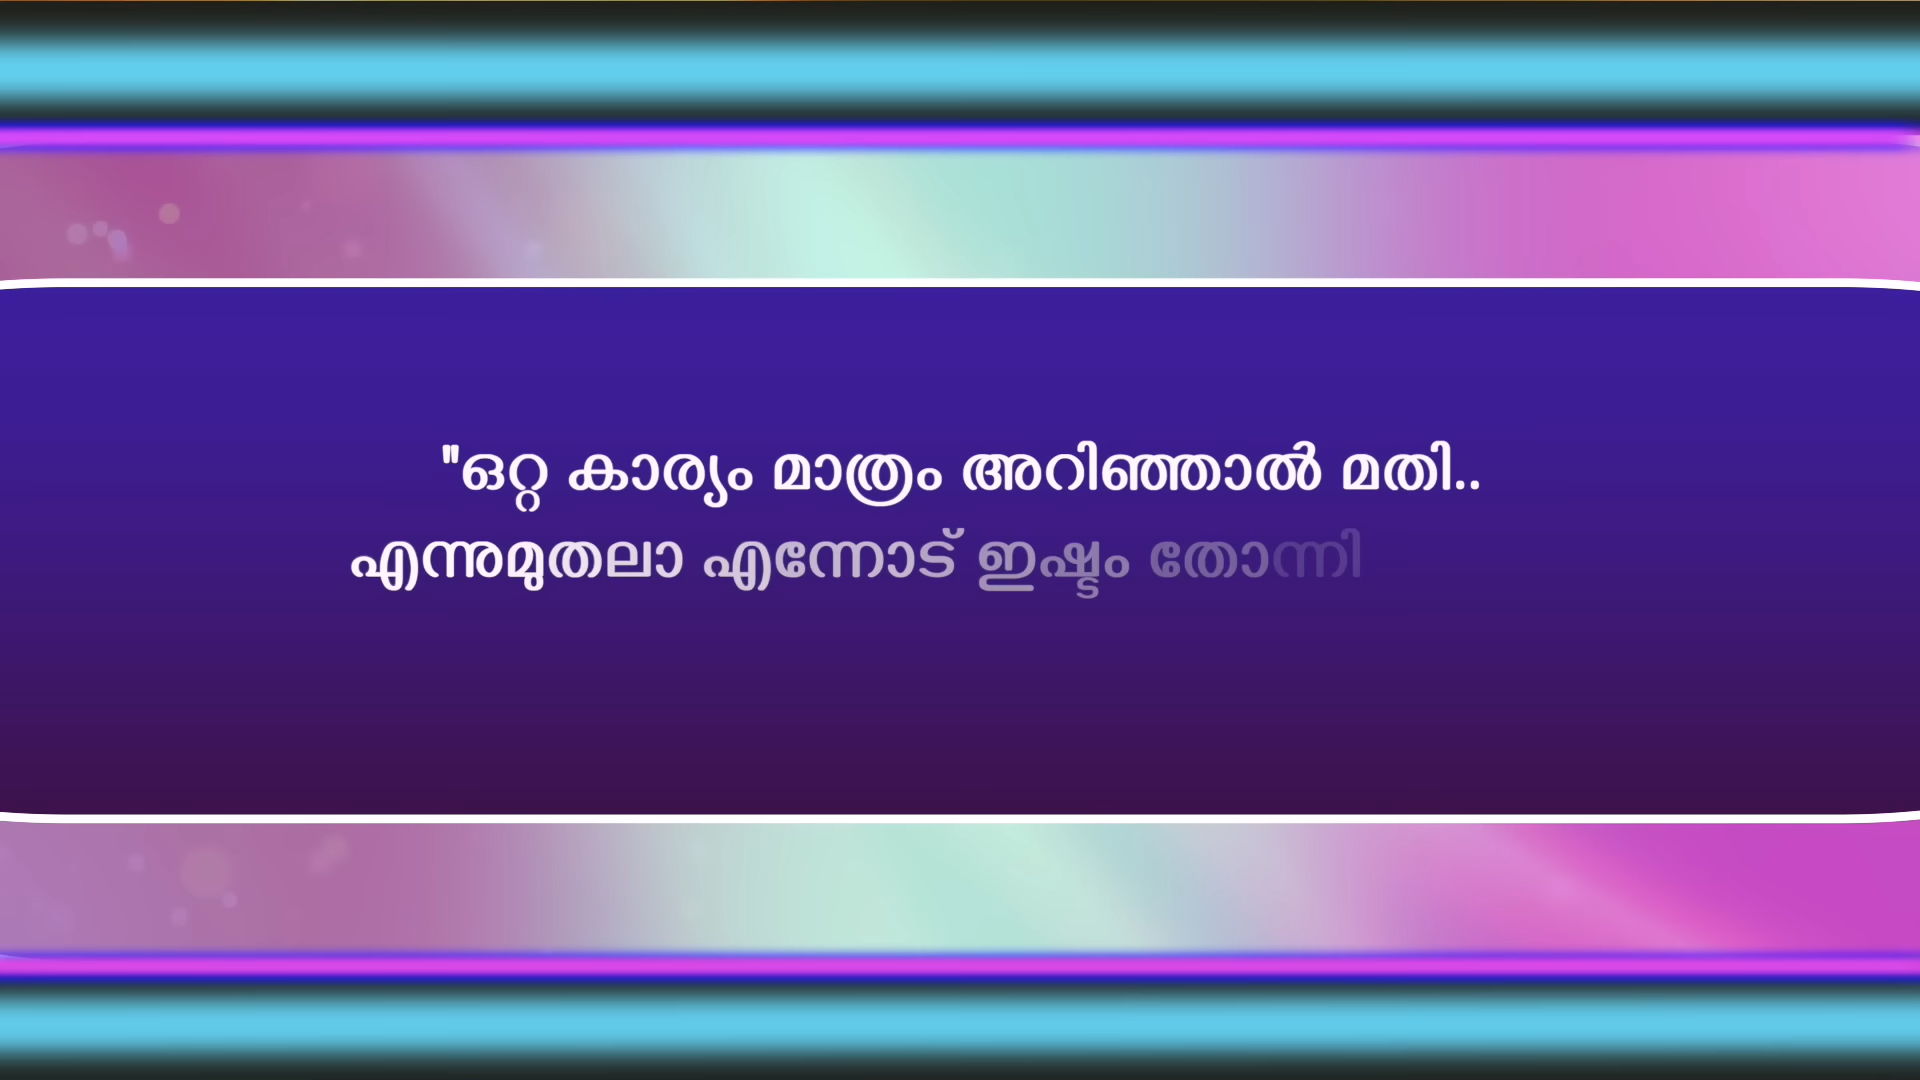 "ഒറ്റ കാര്യം മാത്രം അറിഞ്ഞാൽ മതി..
എന്നുമുതലാ എന്നോട് ഇഷ്ടം തോന്നി